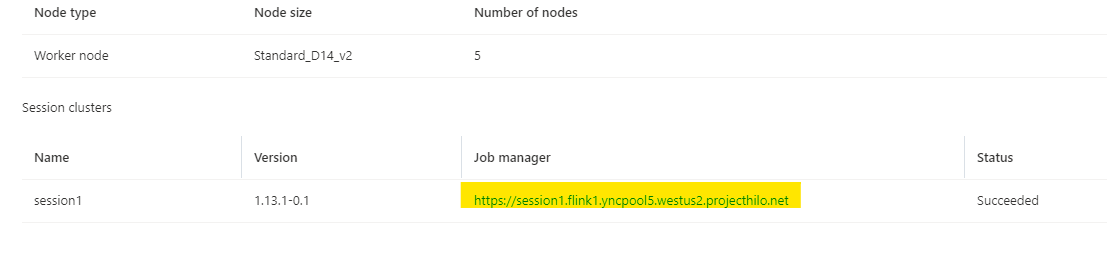 Node type Node size Number of nodes
Worker node Standard_D14_v2 5
Session clusters
Name Version Job manager Status
session1 1.13.1-0.1 https://session1.flink1.yncpool5.westus2.projecthilo.net Succeeded